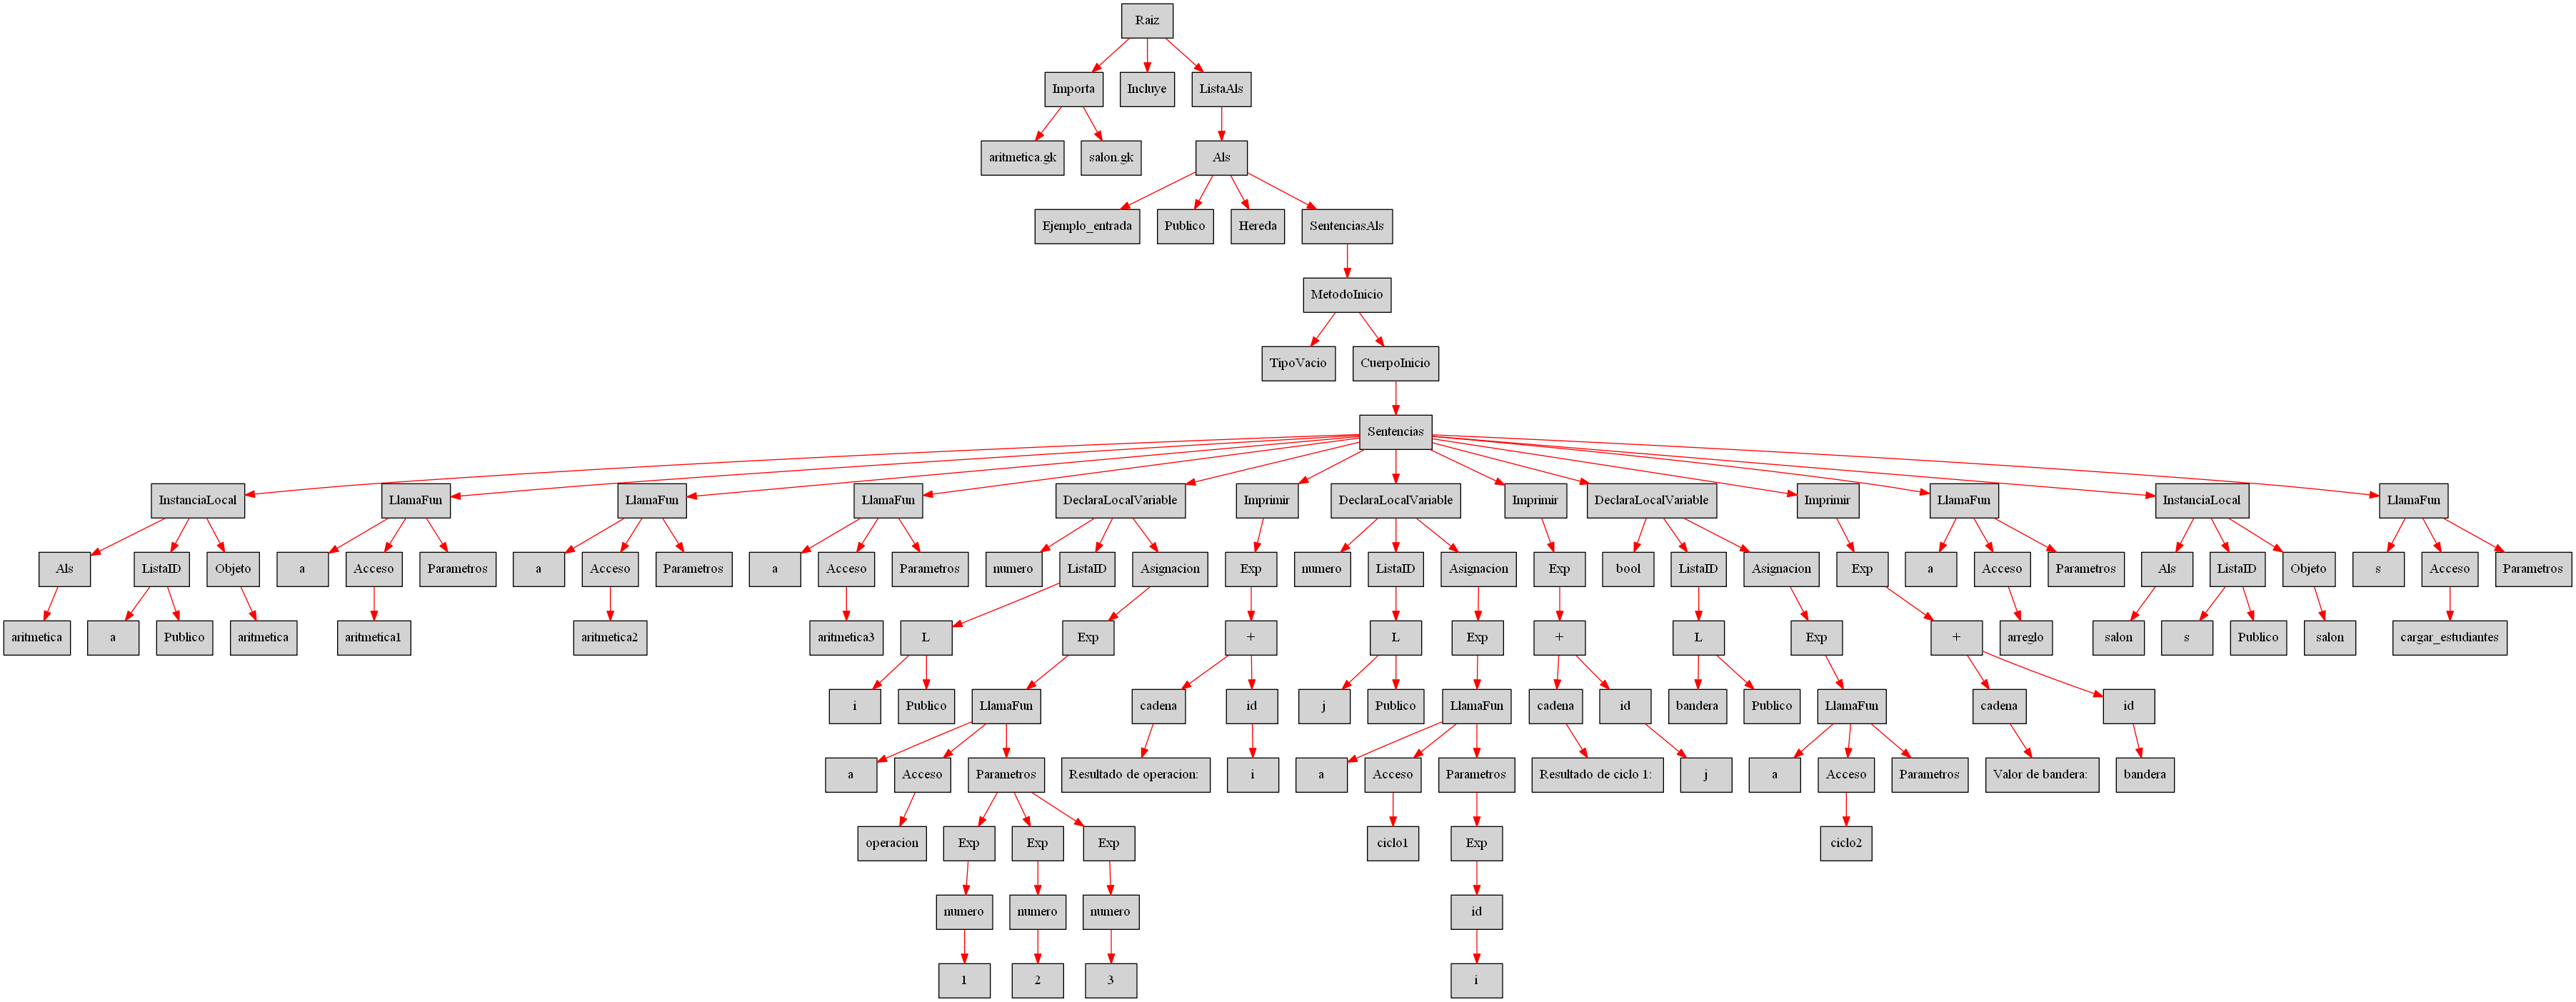 Raiz
Importa Incluye ListaAls
aritmetica.gk salon.gk Als
Ejemplo_entrada Publico Hereda SentenciasAls
MetodoInicio
TipoVacio CuerpoInicio
Sentencias
InstanciaLocal LlamaFun LlamaFun LlamaFun DeclaraLocalVariable Imprimir DeclaraLocalVariable Imprimir DeclaraLocalVariable Imprimir LlamaFun InstanciaLocal LlamaFun
Als ListaID Objeto a Acceso Parametros a Acceso Parametros a Acceso Parametros numero ListaID Asignacion Exp numero ListaID Asignacion Exp bool ListaID Asignacion Exp a Acceso Parametros Als ListaID Objeto s Acceso Parametros
aritmetica a Publico aritmetica aritmetica1 aritmetica2 aritmetica3 L Exp + L Exp + L Exp + arreglo salon s Publico salon cargar_estudiantes
i Publico LlamaFun cadena id j Publico LlamaFun cadena id bandera Publico LlamaFun cadena id
a Acceso Parametros Resultado de operacion: i a Acceso Parametros Resultado de ciclo 1: j a Acceso Parametros Valor de bandera: bandera
operacion Exp Exp Exp ciclo1 Exp ciclo2
numero numero numero id
1 2 3 i